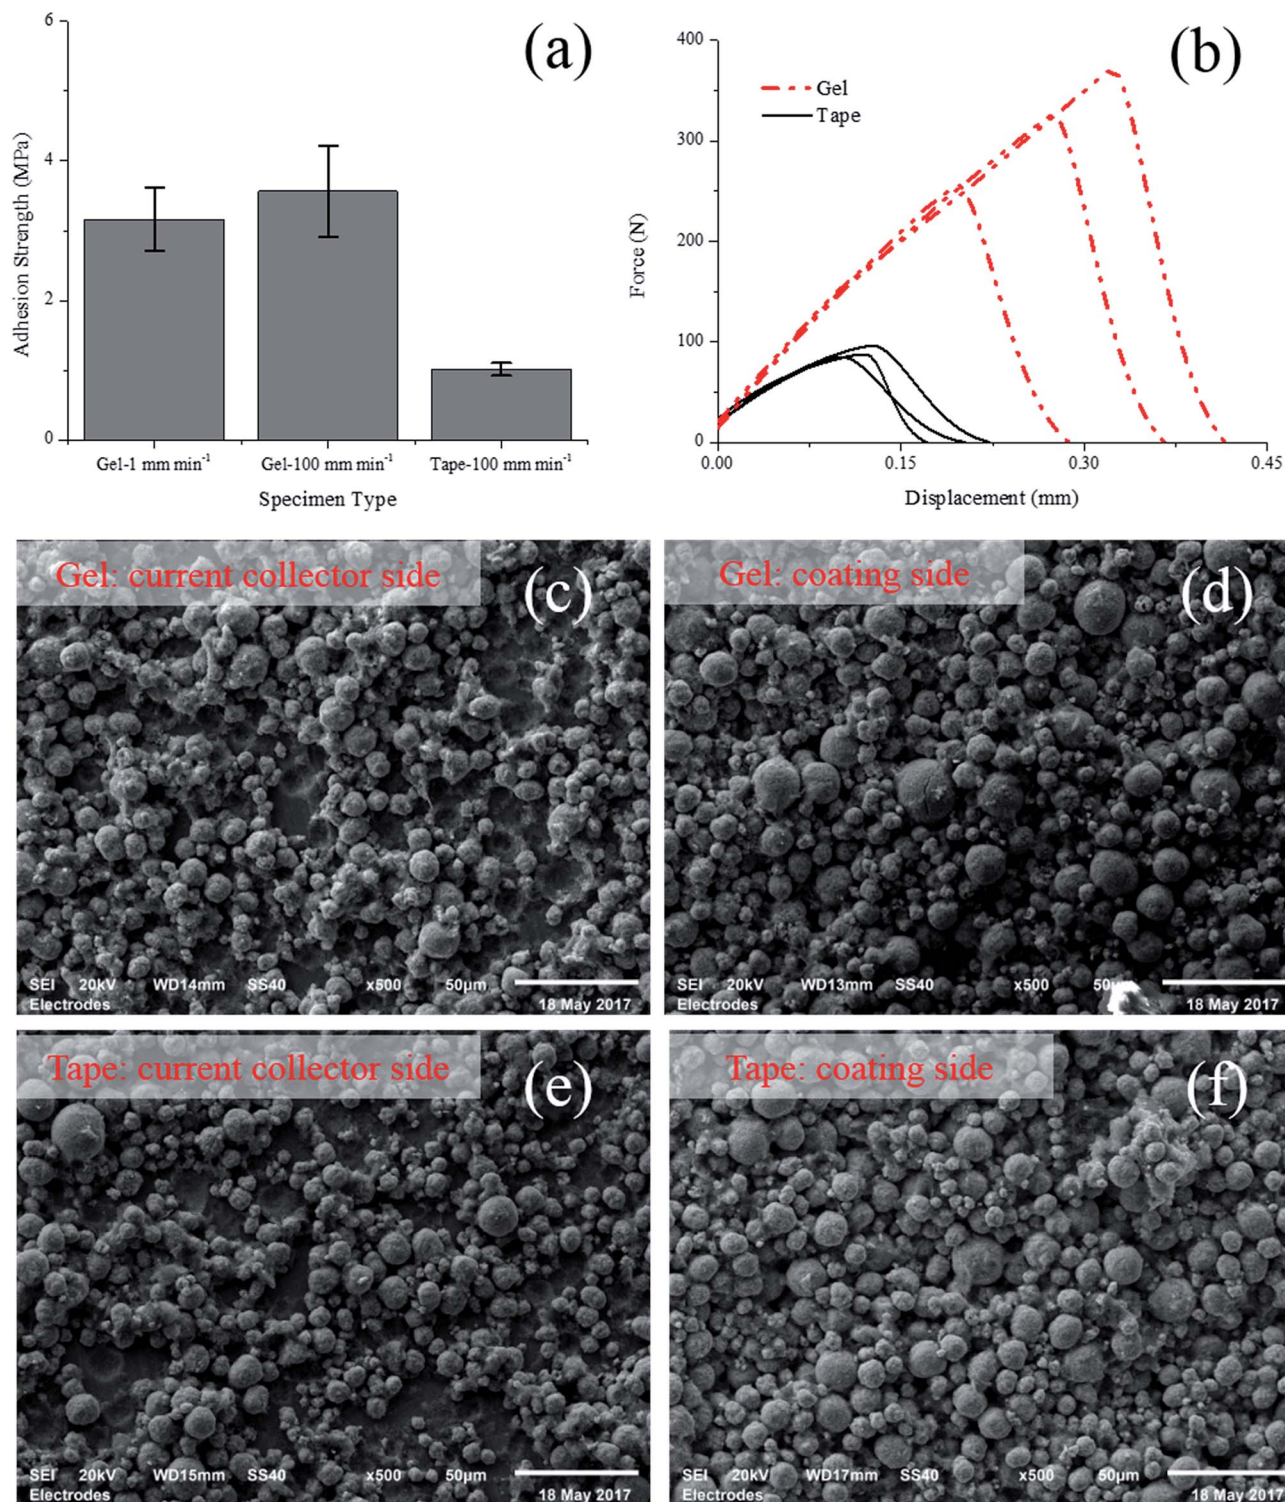 (a)
6
4
2
0
Adhesion Strength (MPa)
Gel-1 mm min-1
Gel-100 mm min-1
Tape-100 mm min-1
Specimen Type
(b)
400
300
200
100
0
Force (N)
Gel
Tape
0.00
0.15
0.30
0.45
Displacement (mm)
Gel: current collector side
(c)
SEI 20kV WD14mm SS40 x500 50µm
Electrodes 18 May 2017
Gel: coating side
(d)
SEI 20kV WD13mm SS40 x500 50µm
Electrodes 18 May 2017
Tape: current collector side
(e)
SEI 20kV WD15mm SS40 x500 50µm
Electrodes 18 May 2017
Tape: coating side
(f)
SEI 20kV WD17mm SS40 x500 50µm
Electrodes 18 May 2017